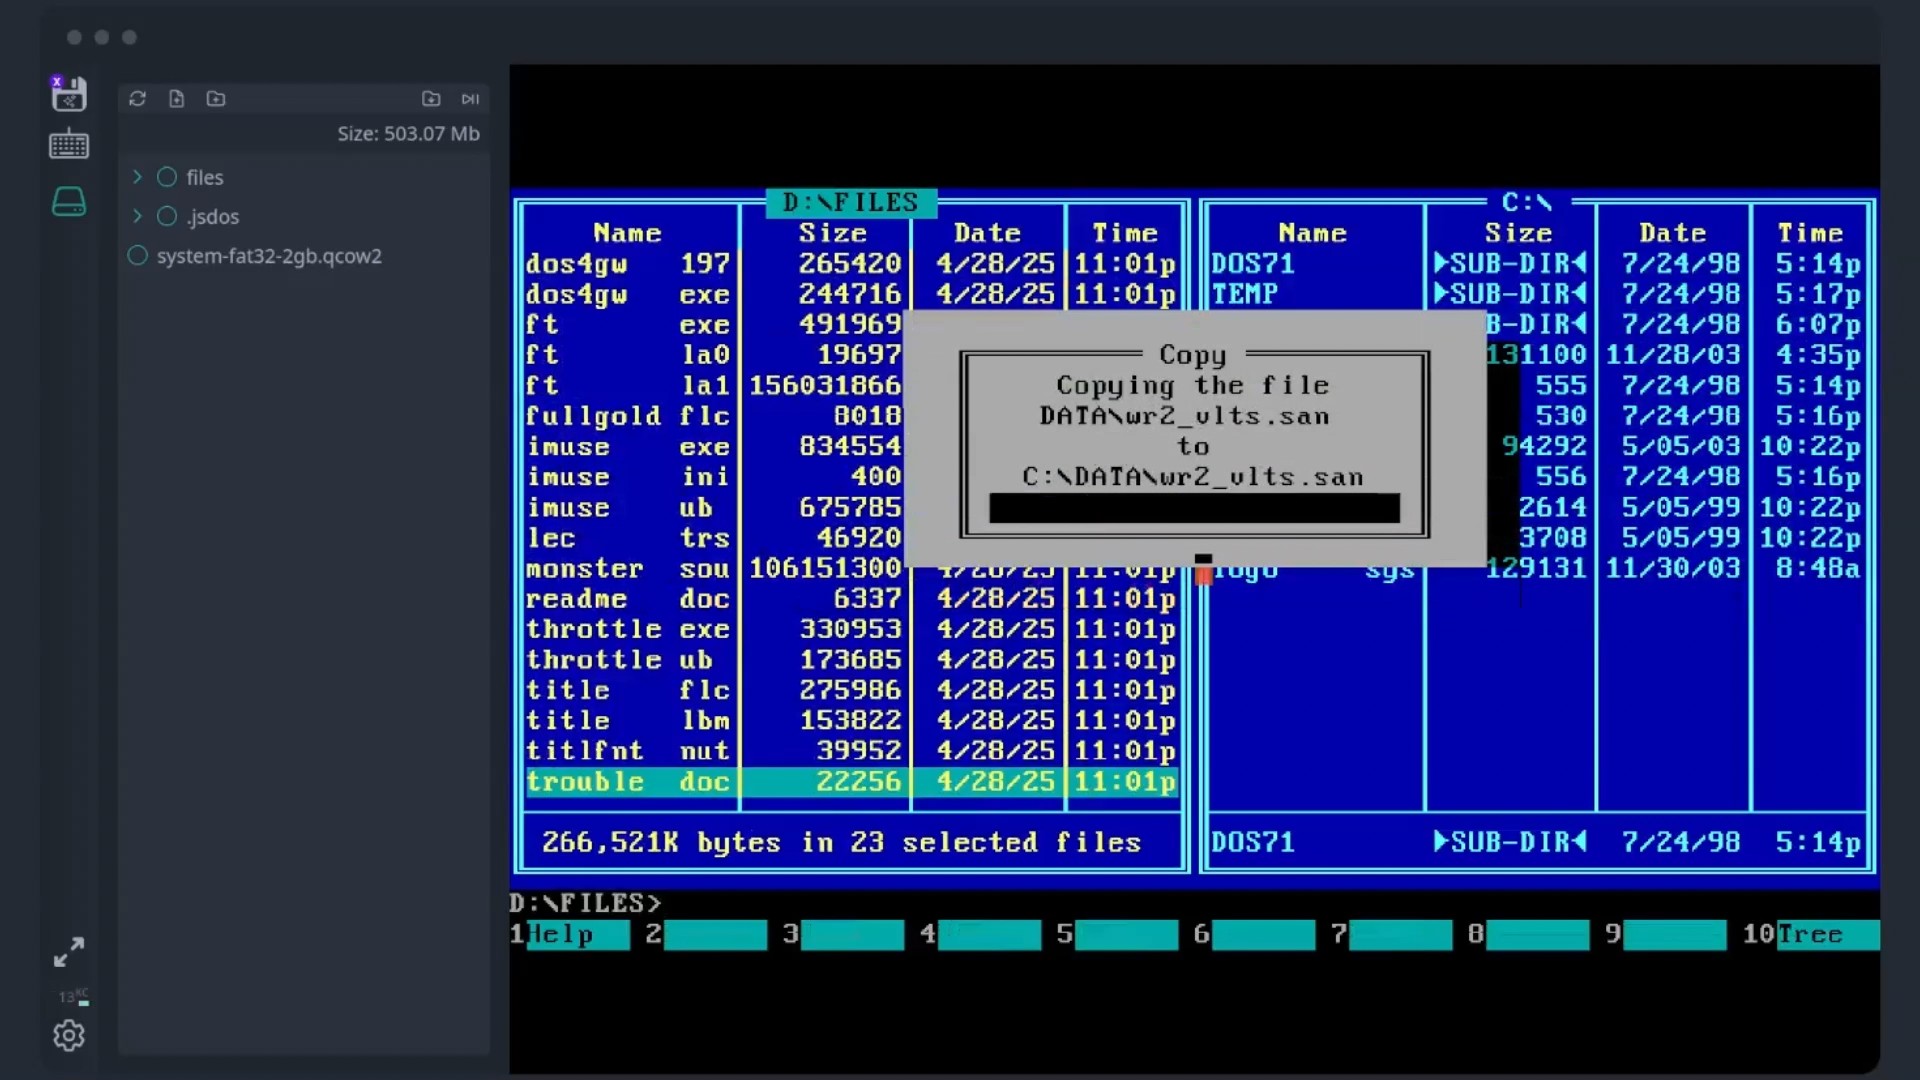 x
Size: 503.07 Mb
files
.jsdos
system-fat32-2gb.qcow2
D:\FILES
Name Size Date Time
dos4gw 197 265420 4/28/25 11:01p
dos4gw exe 244716 4/28/25 11:01p
ft exe 491969
ft la0 19697
ft la1 156031866
fullgold flc 8018
imuse exe 834554
imuse ini 400
imuse ub 675785
lec trs 46920
monster sou 106151300 4/28/25 11:01p
readme doc 6337 4/28/25 11:01p
throttle exe 330953 4/28/25 11:01p
throttle ub 173685 4/28/25 11:01p
title flc 275986 4/28/25 11:01p
title lbm 153822 4/28/25 11:01p
titlfnt nut 39952 4/28/25 11:01p
trouble doc 22256 4/28/25 11:01p
266,521K bytes in 23 selected files
Copy
Copying the file
DATA\wr2_vlts.san
to
C:\DATA\wr2_vlts.san
C:\
Name Size Date Time
DOS71 ►SUB-DIR◄ 7/24/98 5:14p
TEMP ►SUB-DIR◄ 7/24/98 5:17p
B-DIR◄ 7/24/98 6:07p
131100 11/28/03 4:35p
555 7/24/98 5:14p
530 7/24/98 5:16p
94292 5/05/03 10:22p
556 7/24/98 5:16p
2614 5/05/99 10:22p
3708 5/05/99 10:22p
logo sys 129131 11/30/03 8:48a
DOS71 ►SUB-DIR◄ 7/24/98 5:14p
D:\FILES>
1Help 2 3 4 5 6 7 8 9 10Tree
13 KC